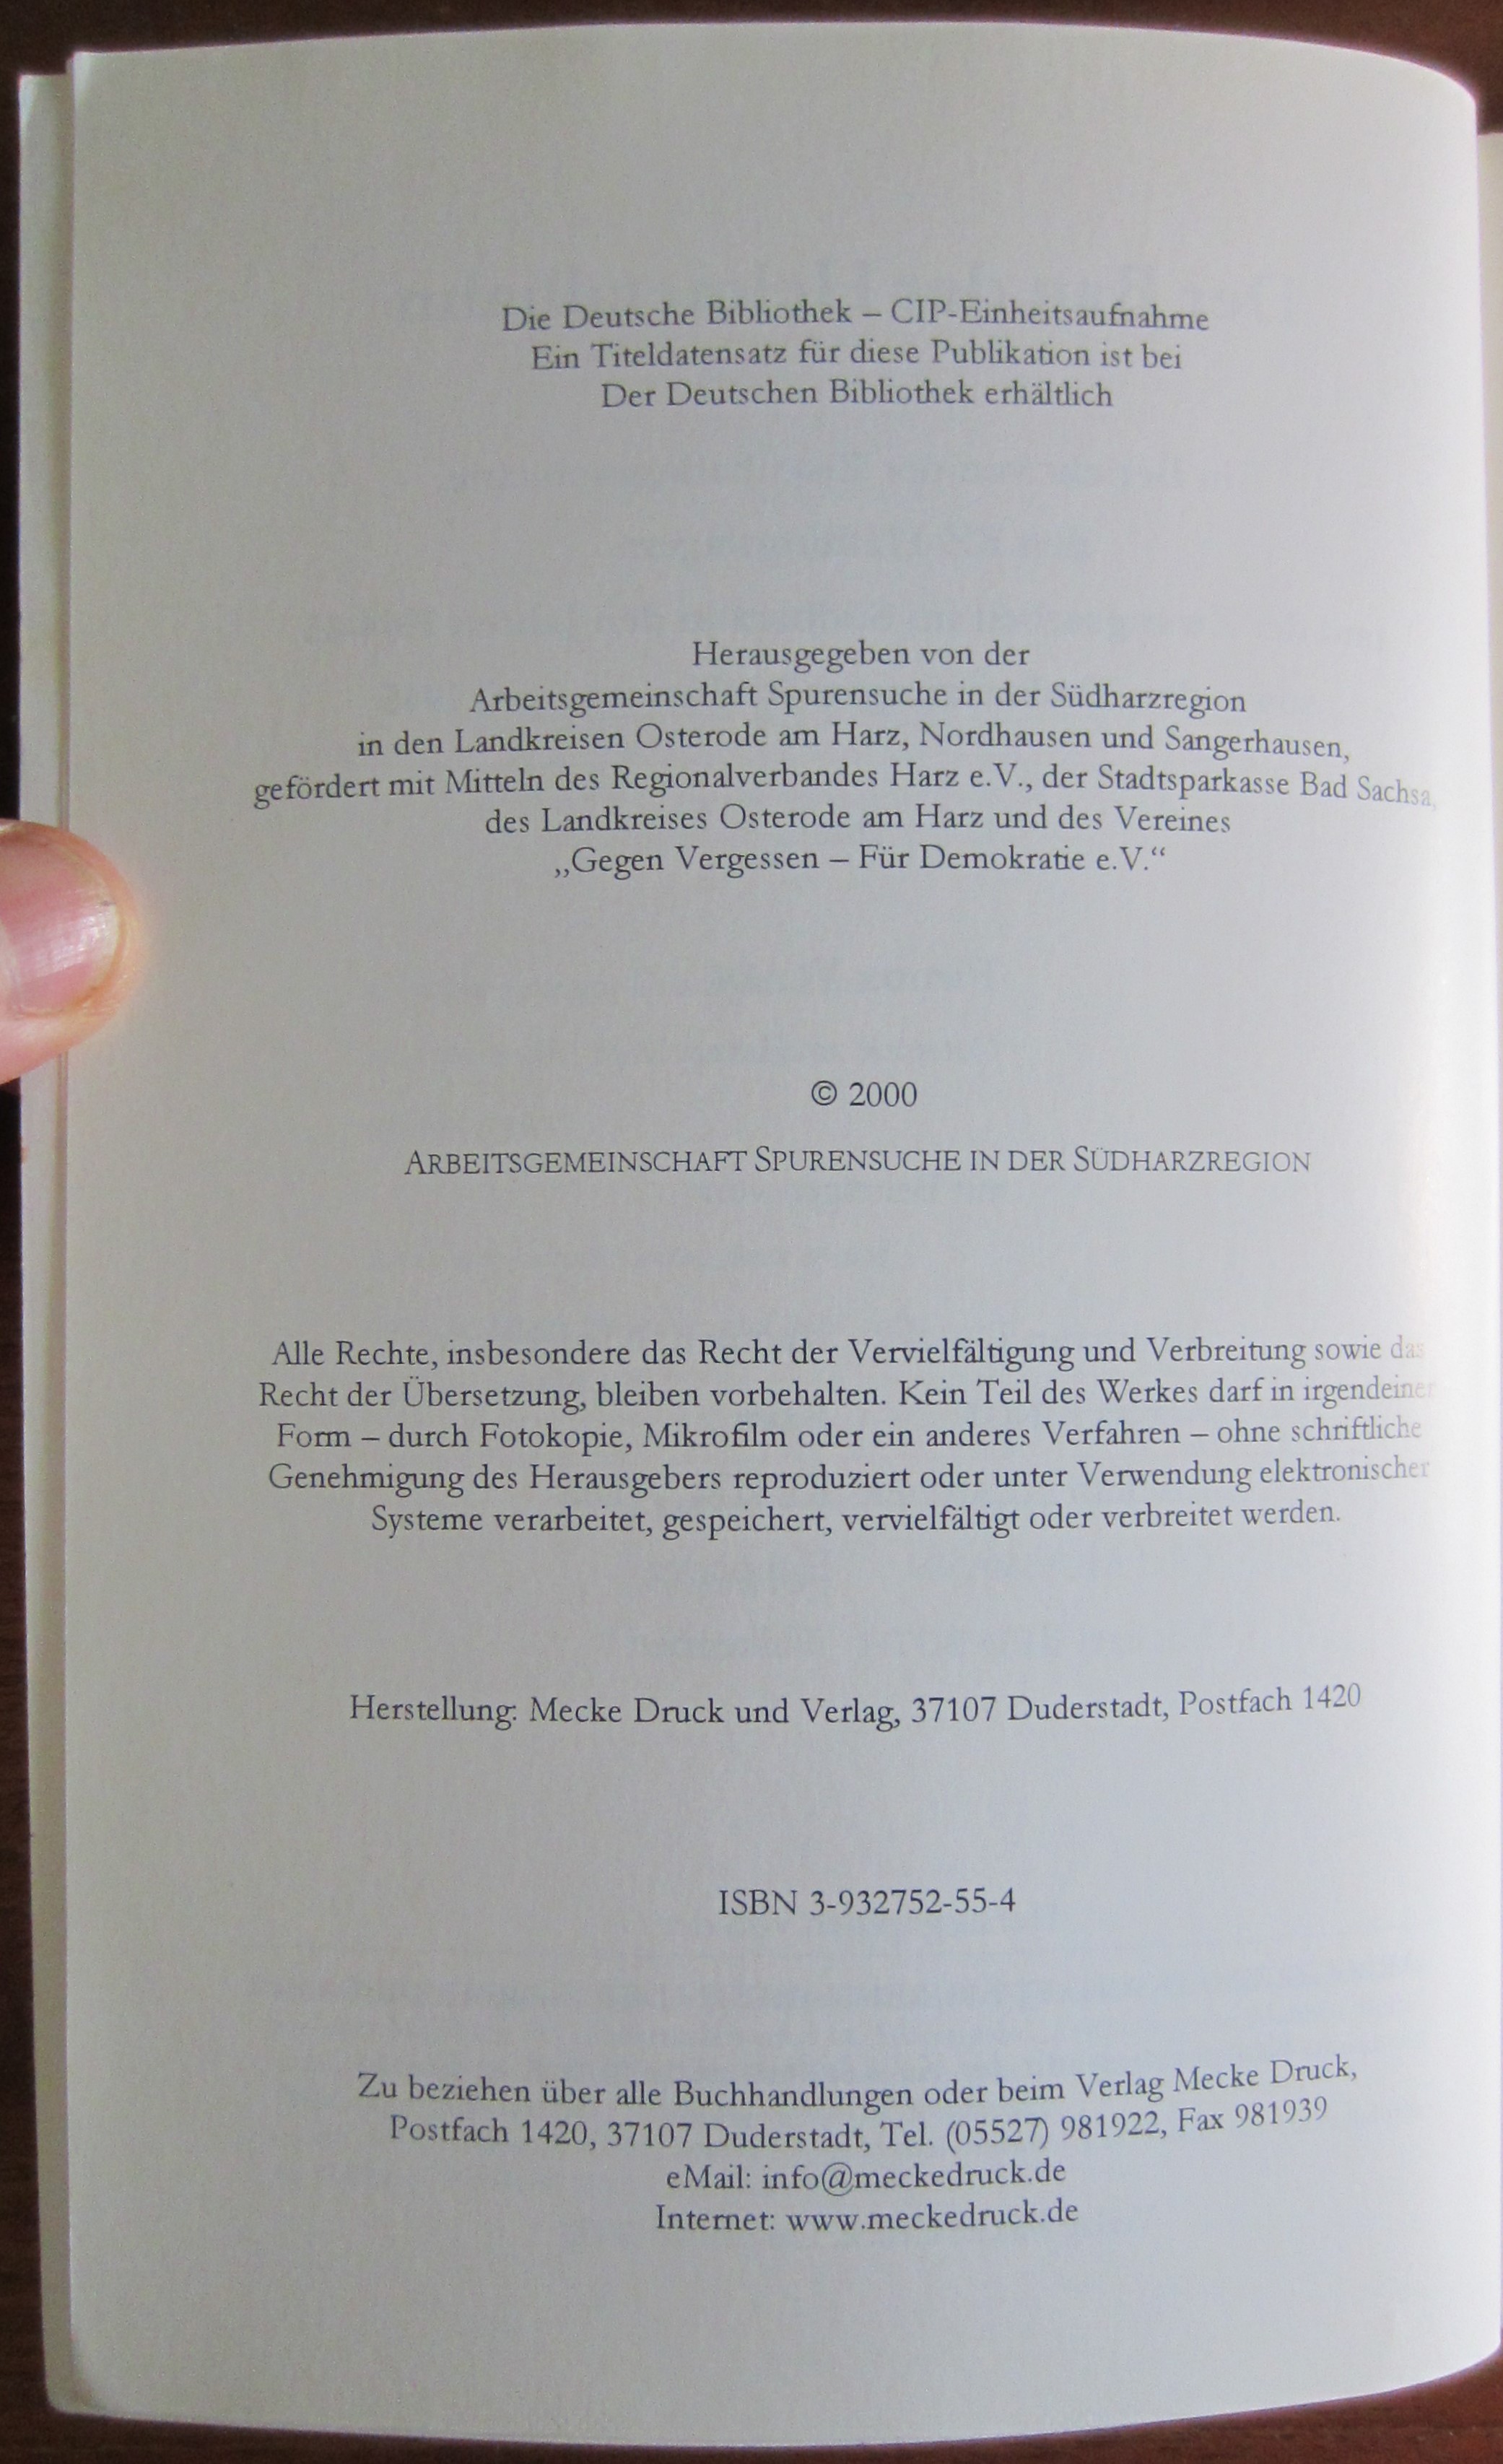 Die Deutsche Bibliothek – CIP-Einheitsaufnahme
Ein Titeldatensatz für diese Publikation ist bei
Der Deutschen Bibliothek erhältlich
Herausgegeben von der
Arbeitsgemeinschaft Spurensuche in der Südharzregion
in den Landkreisen Osterode am Harz, Nordhausen und Sangerhausen,
gefördert mit Mitteln des Regionalverbandes Harz e.V., der Stadtsparkasse Bad Sachsa,
des Landkreises Osterode am Harz und des Vereines
„Gegen Vergessen – Für Demokratie e.V.“
© 2000
ARBEITSGEMEINSCHAFT SPURENSUCHE IN DER SÜDHARZREGION
Alle Rechte, insbesondere das Recht der Vervielfältigung und Verbreitung sowie das
Recht der Übersetzung, bleiben vorbehalten. Kein Teil des Werkes darf in irgendeiner
Form – durch Fotokopie, Mikrofilm oder ein anderes Verfahren – ohne schriftliche
Genehmigung des Herausgebers reproduziert oder unter Verwendung elektronischer
Systeme verarbeitet, gespeichert, vervielfältigt oder verbreitet werden.
Herstellung: Mecke Druck und Verlag, 37107 Duderstadt, Postfach 1420
ISBN 3-932752-55-4
Zu beziehen über alle Buchhandlungen oder beim Verlag Mecke Druck,
Postfach 1420, 37107 Duderstadt, Tel. (05527) 981922, Fax 981939
eMail: info@meckedruck.de
Internet: www.meckedruck.de